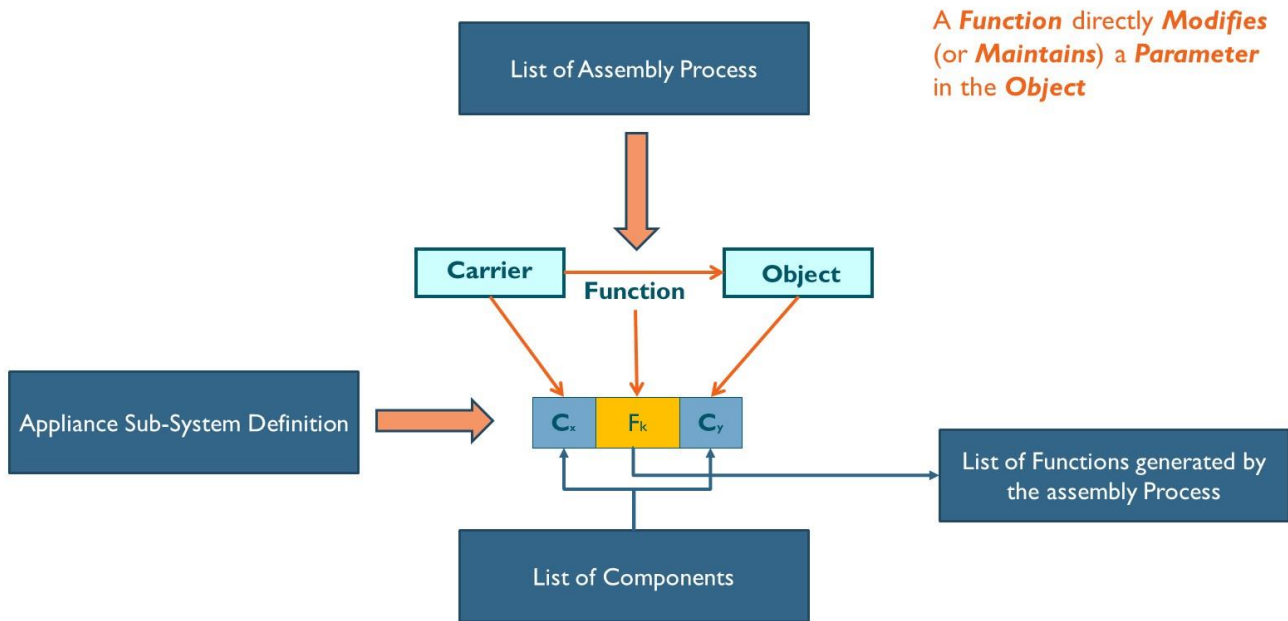 A Function directly Modifies
(or Maintains) a Parameter
in the Object
List of Assembly Process
Carrier
Function
Object
Appliance Sub-System Definition
Cx
Fk
Cy
List of Functions generated by
the assembly Process
List of Components